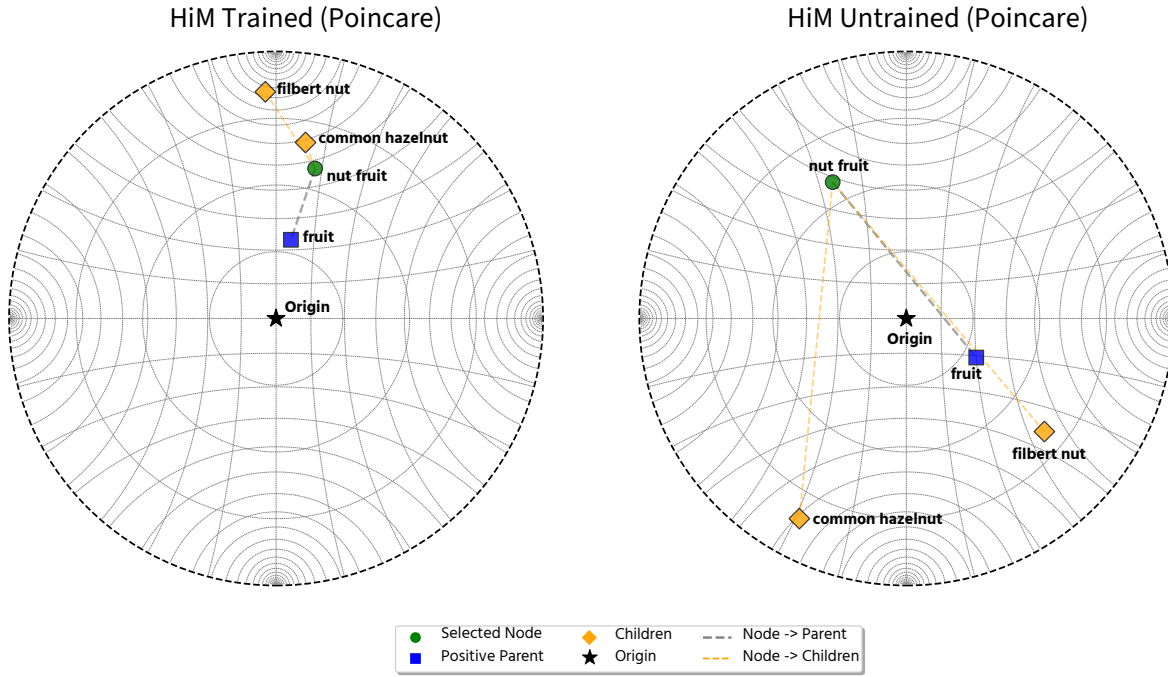 HiM Trained (Poincare)
filbert nut
common hazelnut
nut fruit
fruit
Origin
HiM Untrained (Poincare)
nut fruit
Origin
fruit
filbert nut
common hazelnut
Selected Node
Positive Parent
Children
Origin
Node -> Parent
Node -> Children